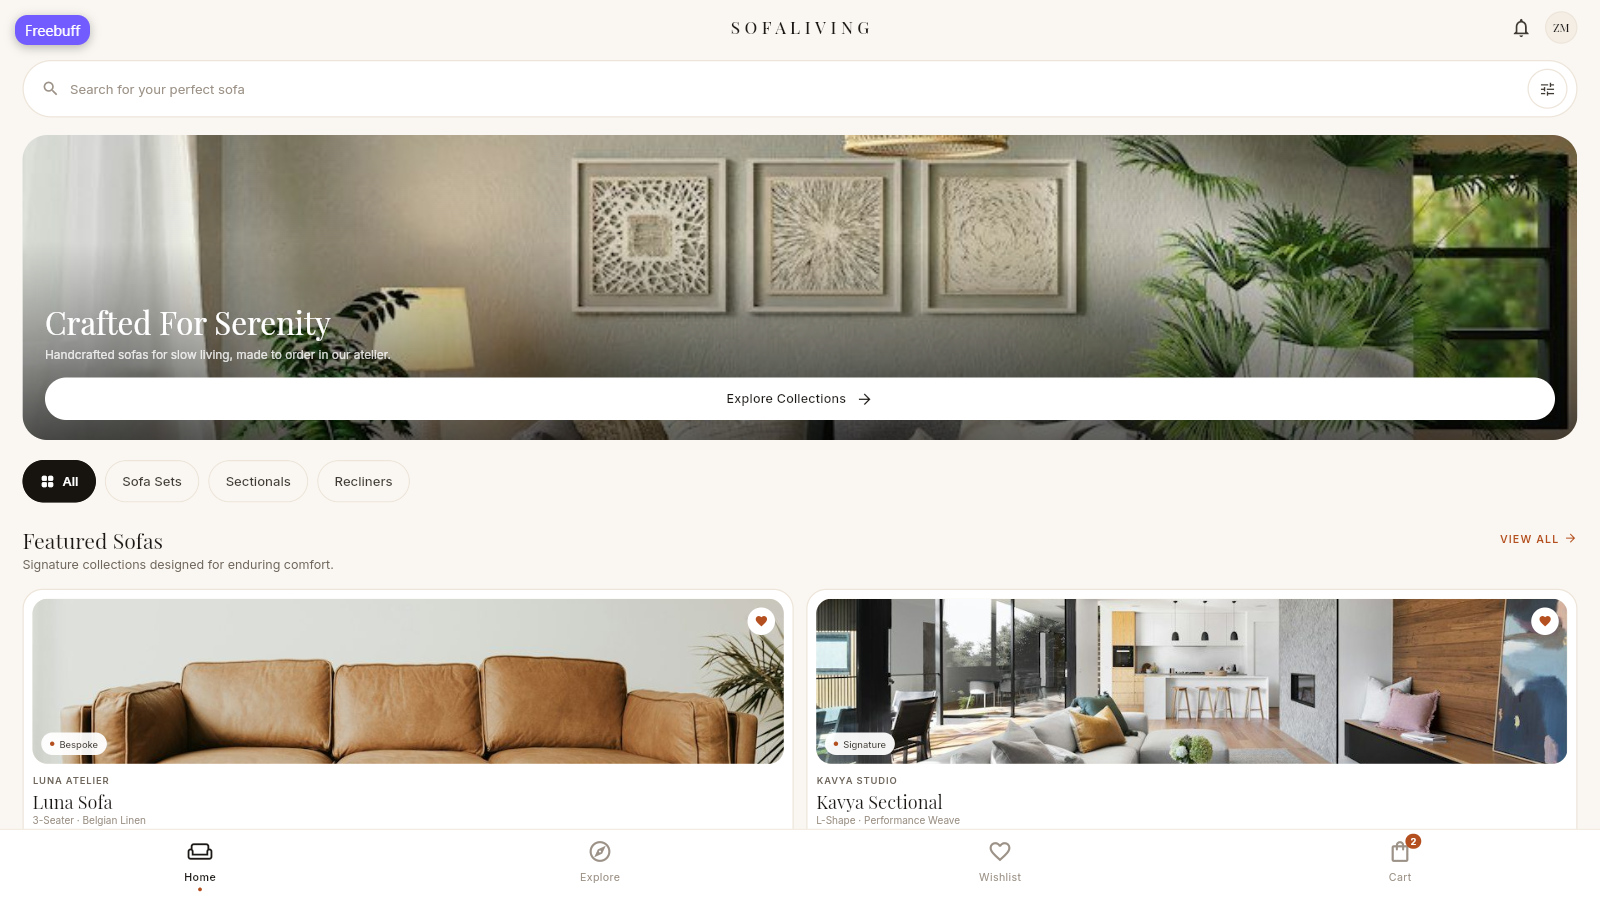 Freebuff
SOFALIVING
ZM
Search for your perfect sofa
Crafted For Serenity
Handcrafted sofas for slow living, made to order in our atelier.
Explore Collections
All
Sofa Sets
Sectionals
Recliners
Featured Sofas
VIEW ALL
Signature collections designed for enduring comfort.
Bespoke
Signature
LUNA ATELIER
KAVYA STUDIO
Luna Sofa
Kavya Sectional
3-Seater · Belgian Linen
L-Shape · Performance Weave
2
Home
Explore
Wishlist
Cart